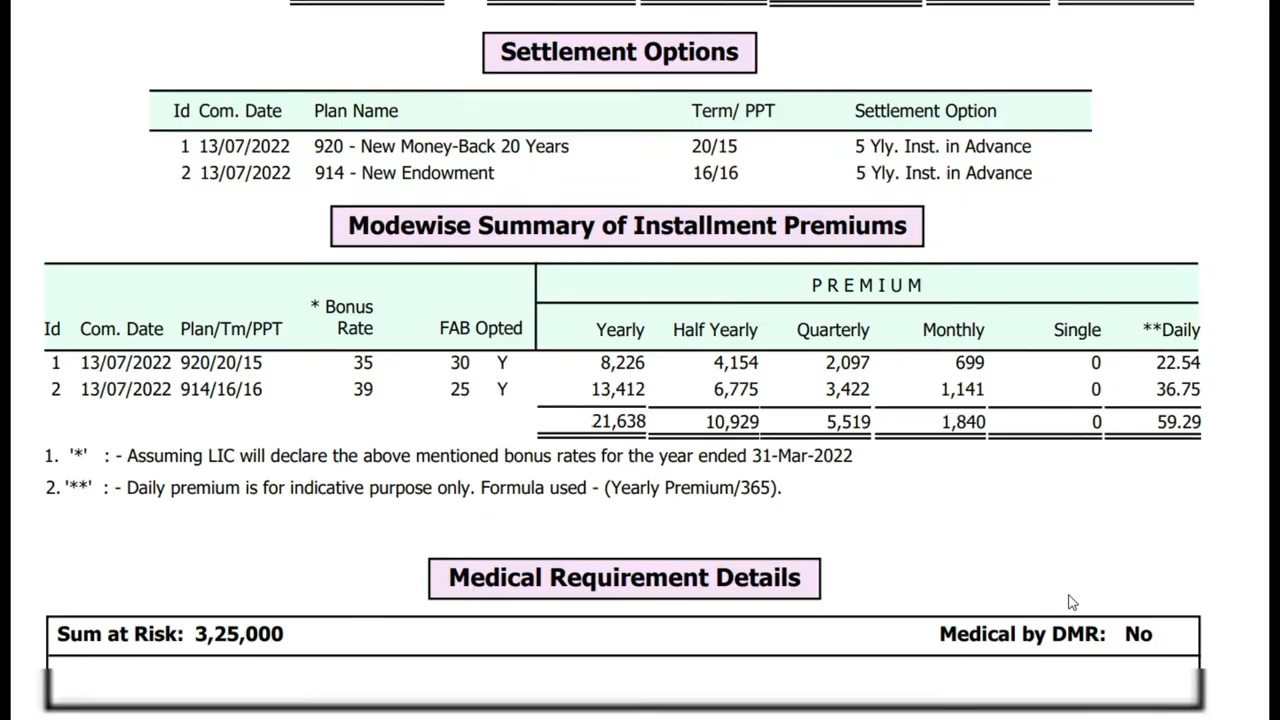 Settlement Options
Id Com. Date Plan Name Term/ PPT Settlement Option
1 13/07/2022 920 - New Money-Back 20 Years 20/15 5 Yly. Inst. in Advance
2 13/07/2022 914 - New Endowment 16/16 5 Yly. Inst. in Advance
Modewise Summary of Installment Premiums
P R E M I U M
* Bonus
Id Com. Date Plan/Tm/PPT Rate FAB Opted Yearly Half Yearly Quarterly Monthly Single **Daily
1 13/07/2022 920/20/15 35 30 Y 8,226 4,154 2,097 699 0 22.54
2 13/07/2022 914/16/16 39 25 Y 13,412 6,775 3,422 1,141 0 36.75
21,638 10,929 5,519 1,840 0 59.29
1. '*' : - Assuming LIC will declare the above mentioned bonus rates for the year ended 31-Mar-2022
2. '**' : - Daily premium is for indicative purpose only. Formula used - (Yearly Premium/365).
Medical Requirement Details
Sum at Risk: 3,25,000 Medical by DMR: No